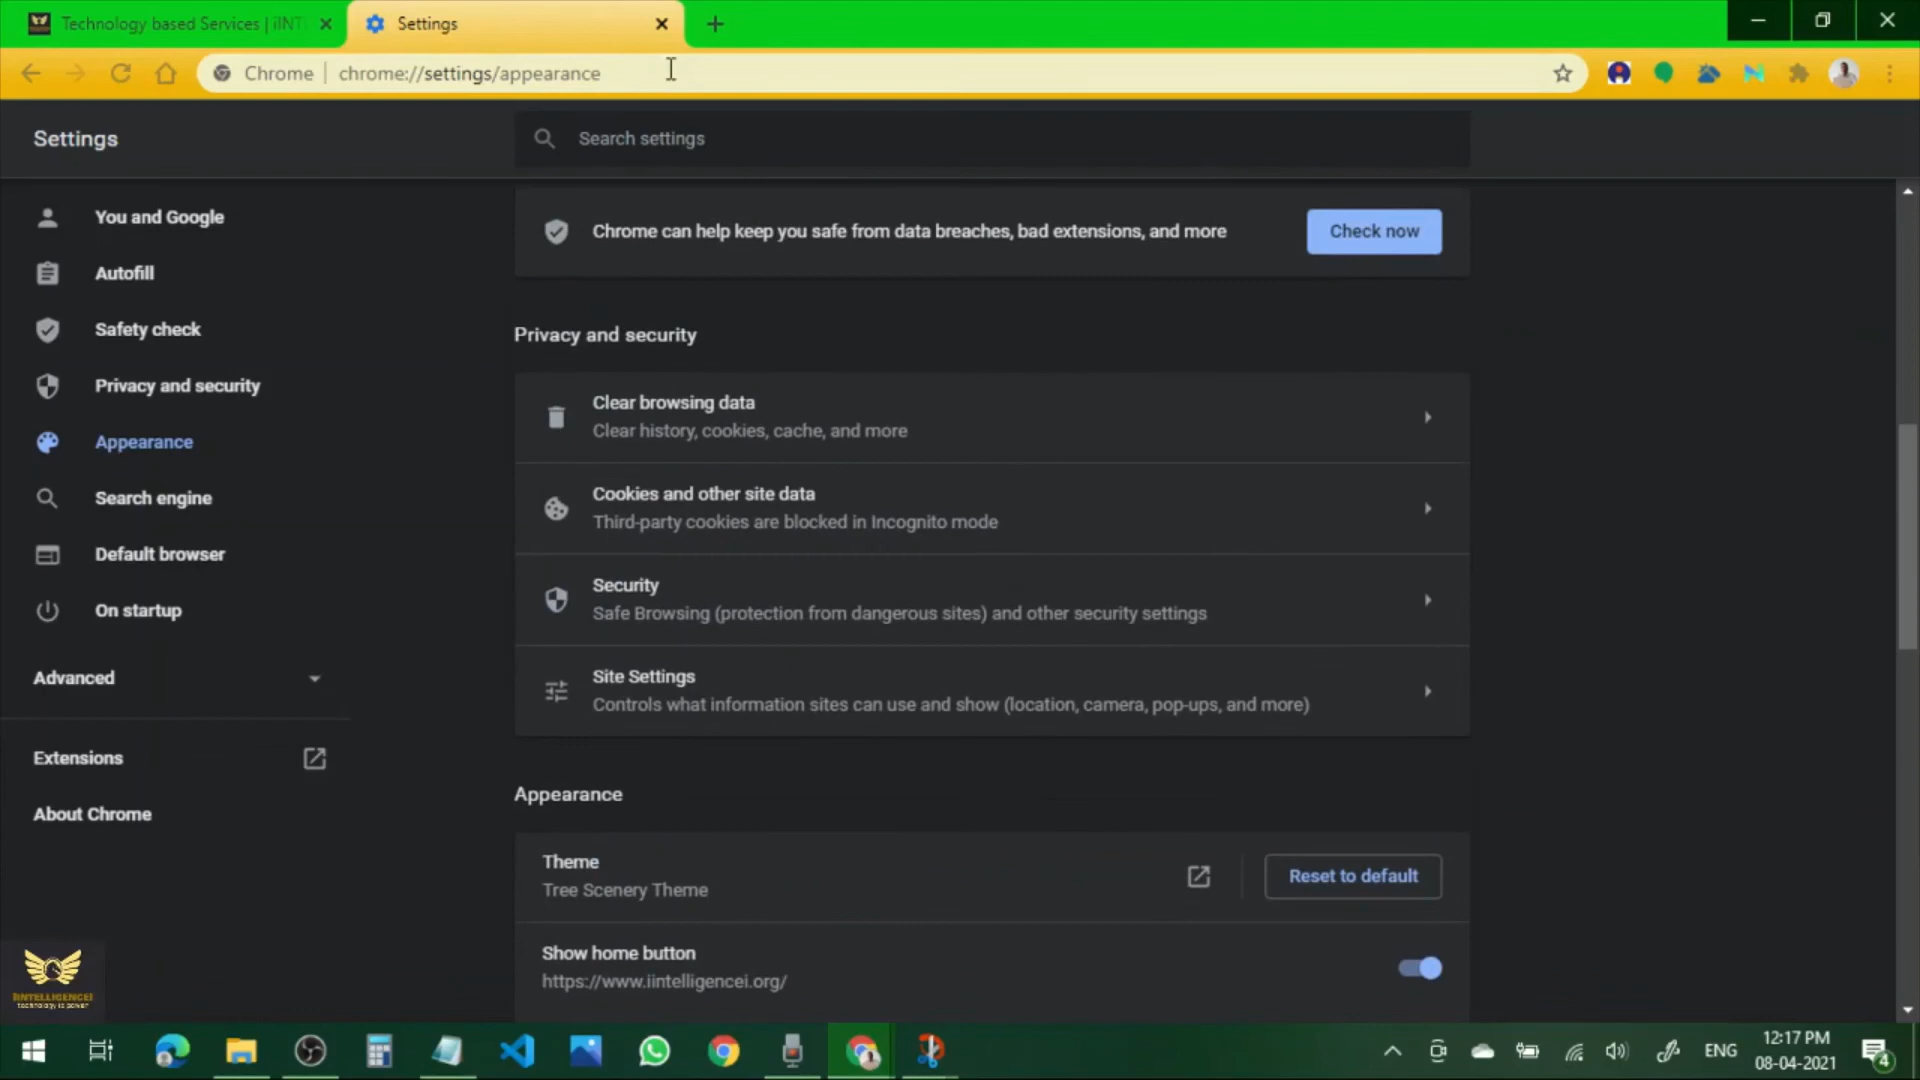 Technology based Services | iINT
Settings
Chrome
chrome://settings/appearance
Settings
Search settings
You and Google
Autofill
Safety check
Privacy and security
Appearance
Search engine
Default browser
On startup
Advanced
Extensions
About Chrome
Chrome can help keep you safe from data breaches, bad extensions, and more
Check now
Privacy and security
Clear browsing data
Clear history, cookies, cache, and more
Cookies and other site data
Third-party cookies are blocked in Incognito mode
Security
Safe Browsing (protection from dangerous sites) and other security settings
Site Settings
Controls what information sites can use and show (location, camera, pop-ups, and more)
Appearance
Theme
Tree Scenery Theme
Reset to default
Show home button
https://www.iintelligencei.org/
IINTELLIGENCEI
technology is power
ENG
12:17 PM
08-04-2021
4